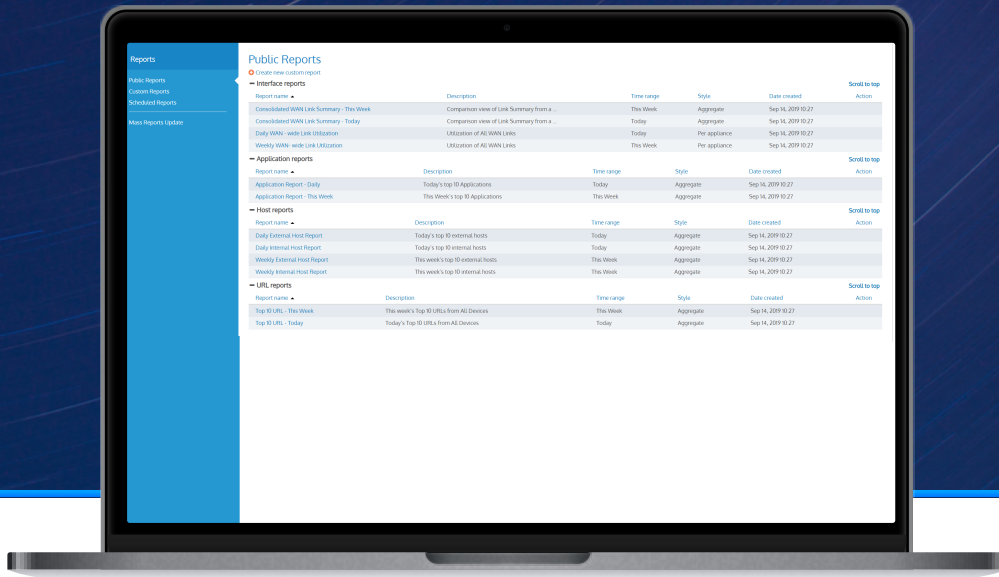 Reports
Public Reports
Custom Reports
Scheduled Reports
Mass Reports Update
Public Reports
Create new custom report
Interface reports Scroll to top
Report name Description Time range Style Date created Action
Consolidated WAN Link Summary - This Week Comparison view of Link Summary from a ... This Week Aggregate Sep 14, 2019 10:27
Consolidated WAN Link Summary - Today Comparison view of Link Summary from a ... Today Aggregate Sep 14, 2019 10:27
Daily WAN - wide Link Utilization Utilization of All WAN Links Today Per appliance Sep 14, 2019 10:27
Weekly WAN- wide Link Utilization Utilization of All WAN Links This Week Per appliance Sep 14, 2019 10:27
Application reports Scroll to top
Report name Description Time range Style Date created Action
Application Report - Daily Today's top 10 Applications Today Aggregate Sep 14, 2019 10:27
Application Report - This Week This Week's top 10 Applications This Week Aggregate Sep 14, 2019 10:27
Host reports Scroll to top
Report name Description Time range Style Date created Action
Daily External Host Report Today's top 10 external hosts Today Aggregate Sep 14, 2019 10:27
Daily Internal Host Report Today's top 10 internal hosts Today Aggregate Sep 14, 2019 10:27
Weekly External Host Report This week's top 10 external hosts This Week Aggregate Sep 14, 2019 10:27
Weekly Internal Host Report This week's top 10 internal hosts This Week Aggregate Sep 14, 2019 10:27
URL reports Scroll to top
Report name Description Time range Style Date created Action
Top 10 URL - This Week This week's Top 10 URLs from All Devices This Week Aggregate Sep 14, 2019 10:27
Top 10 URL - Today Today's Top 10 URLs from All Devices Today Aggregate Sep 14, 2019 10:27